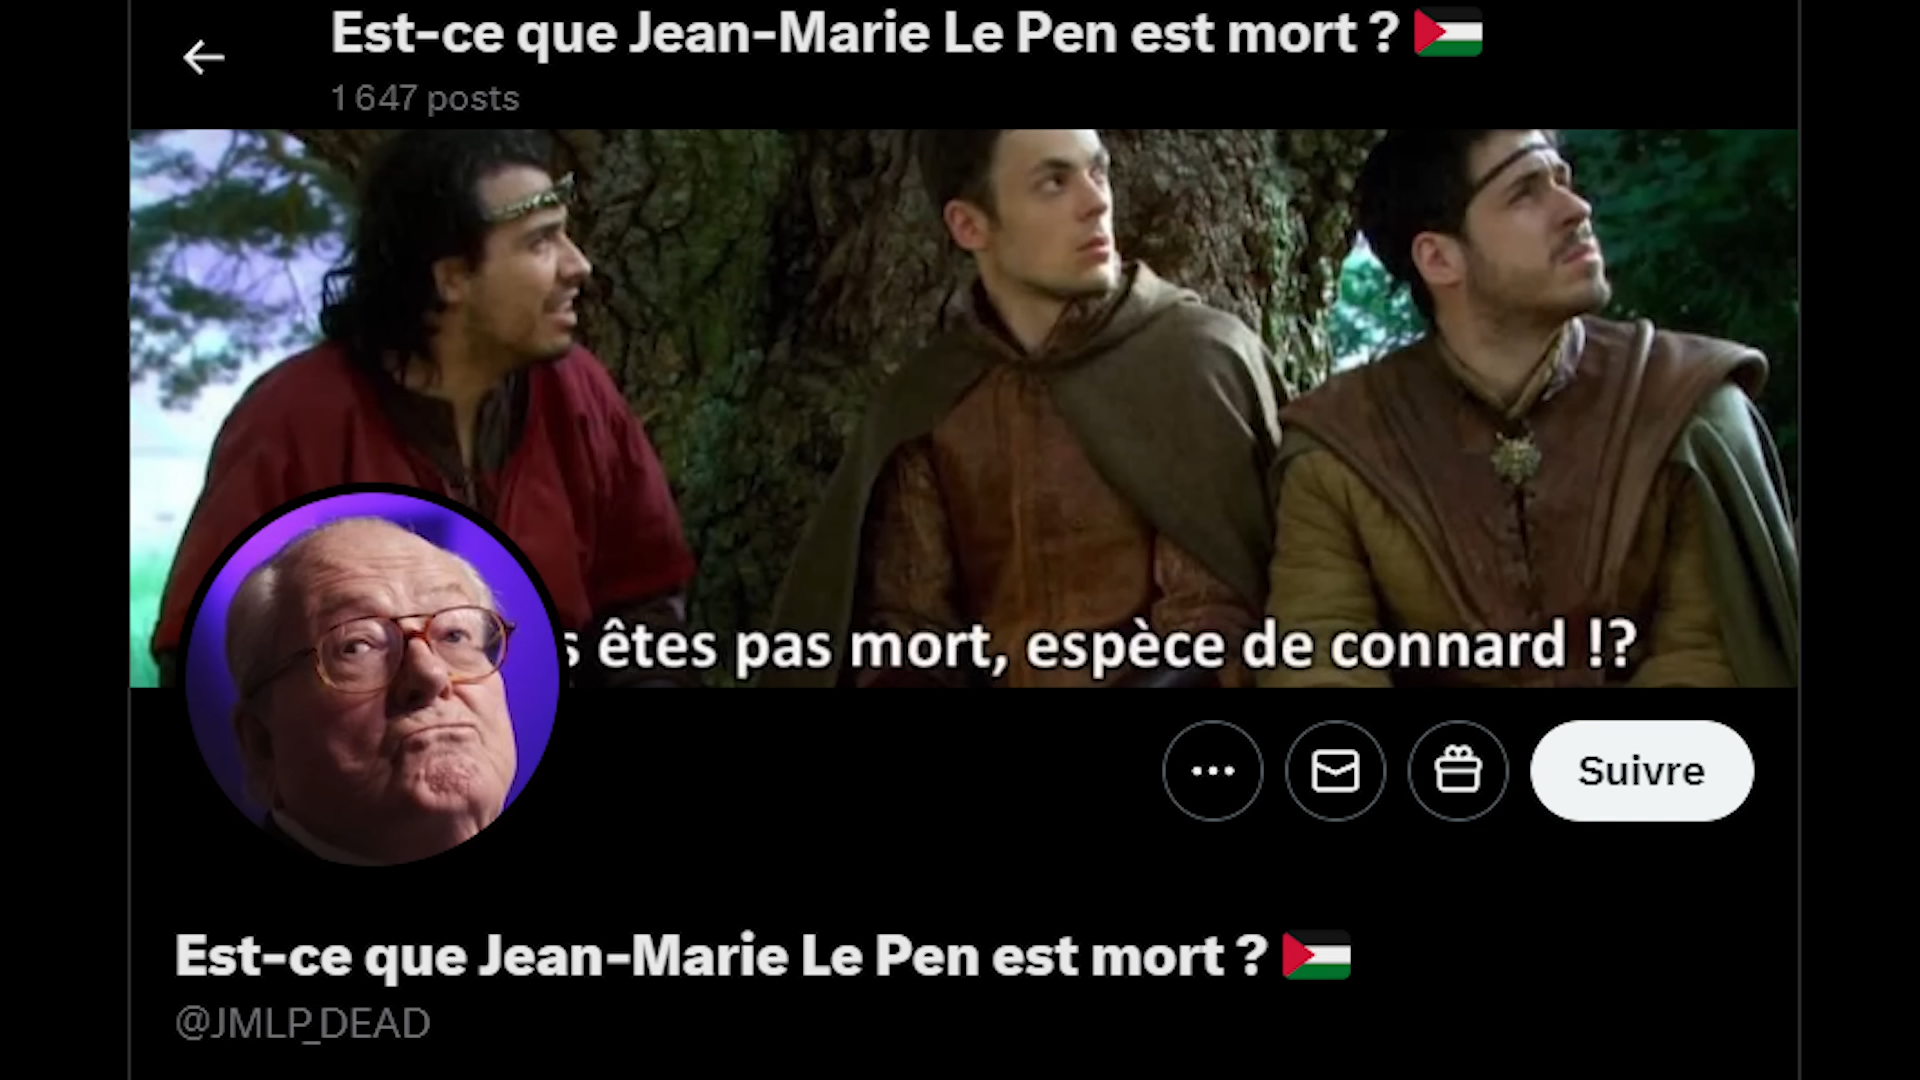 Est-ce que Jean-Marie Le Pen est mort ? 🇵🇸
1 647 posts
s êtes pas mort, espèce de connard !?
Suivre
Est-ce que Jean-Marie Le Pen est mort ? 🇵🇸
@JMLP_DEAD